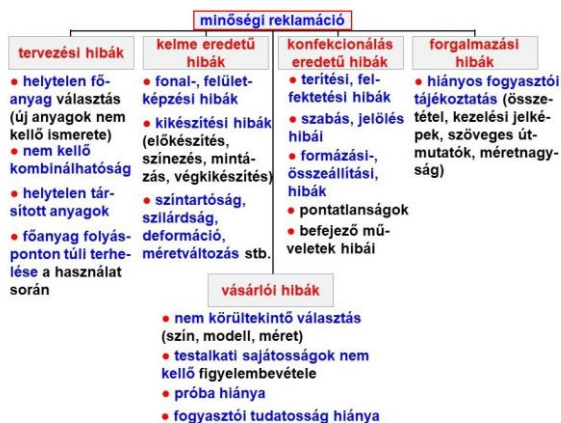 minőségi reklamáció
tervezési hibák
● helytelen fő-
anyag választás
(új anyagok nem
kellő ismerete)
● nem kellő
kombinálhatóság
● helytelen tár-
sított anyagok
● főanyag folyás-
ponton túli terhe-
lése a használat
során
kelme eredetű
hibák
● fonal-, felület-
képzési hibák
● kikészítési hibák
(előkészítés,
színezés, mintá-
zás, végkikészítés)
● színtartóság,
szilárdság,
deformáció,
méretváltozás stb.
konfekcionálás
eredetű hibák
● terítési, fel-
fektetési hibák
● szabás, jelölés
hibái
● formázási-,
összeállítási,
hibák
● pontatlanságok
● befejező mű-
veletek hibái
forgalmazási
hibák
● hiányos fogyasztói
tájékoztatás (össze-
tétel, kezelési jelké-
pek, szöveges út-
mutatók, méretnagy-
ság)
vásárlói hibák
● nem körültekintő választás
(szín, modell, méret)
● testalkati sajátosságok nem
kellő figyelembevétele
● próba hiánya
● fogyasztói tudatosság hiánya